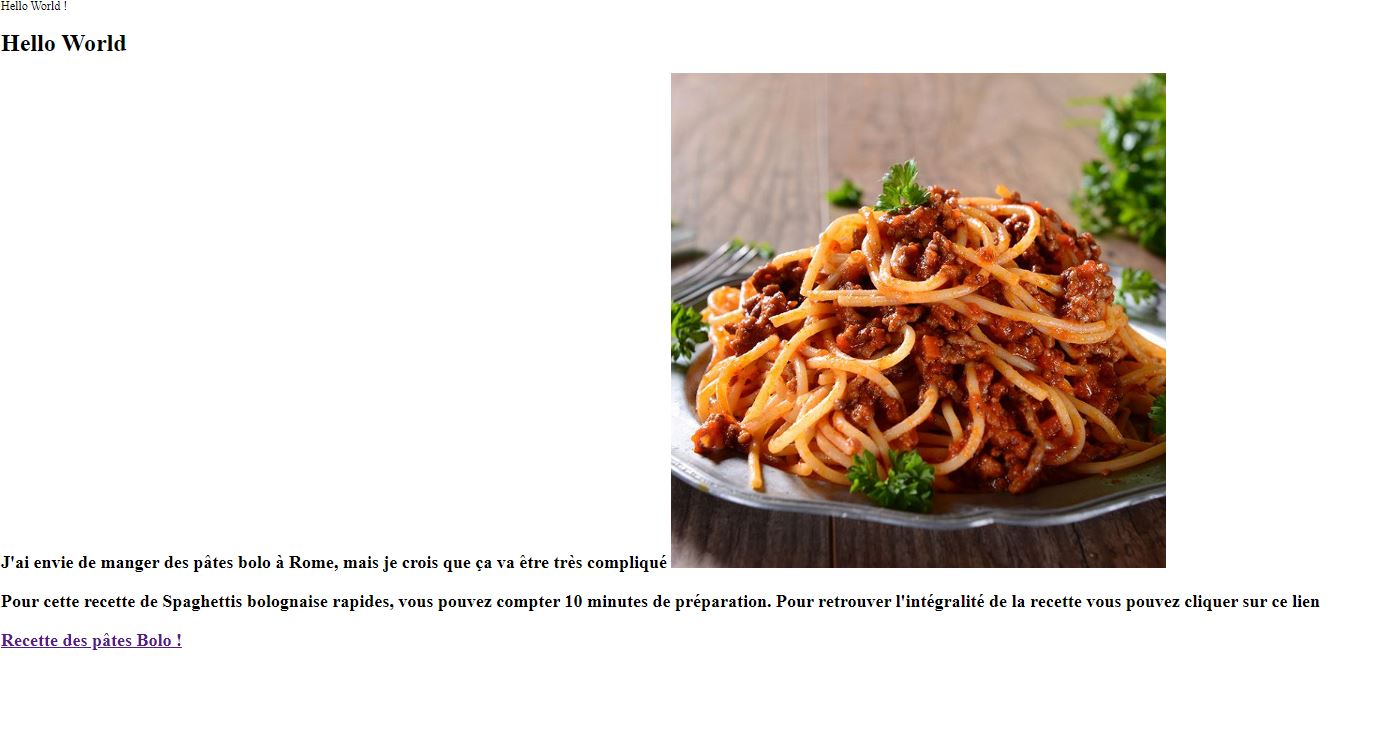 Hello World !
Hello World
J'ai envie de manger des pâtes bolo à Rome, mais je crois que ça va être très compliqué
Pour cette recette de Spaghettis bolognaise rapides, vous pouvez compter 10 minutes de préparation. Pour retrouver l'intégralité de la recette vous pouvez cliquer sur ce lien
Recette des pâtes Bolo !